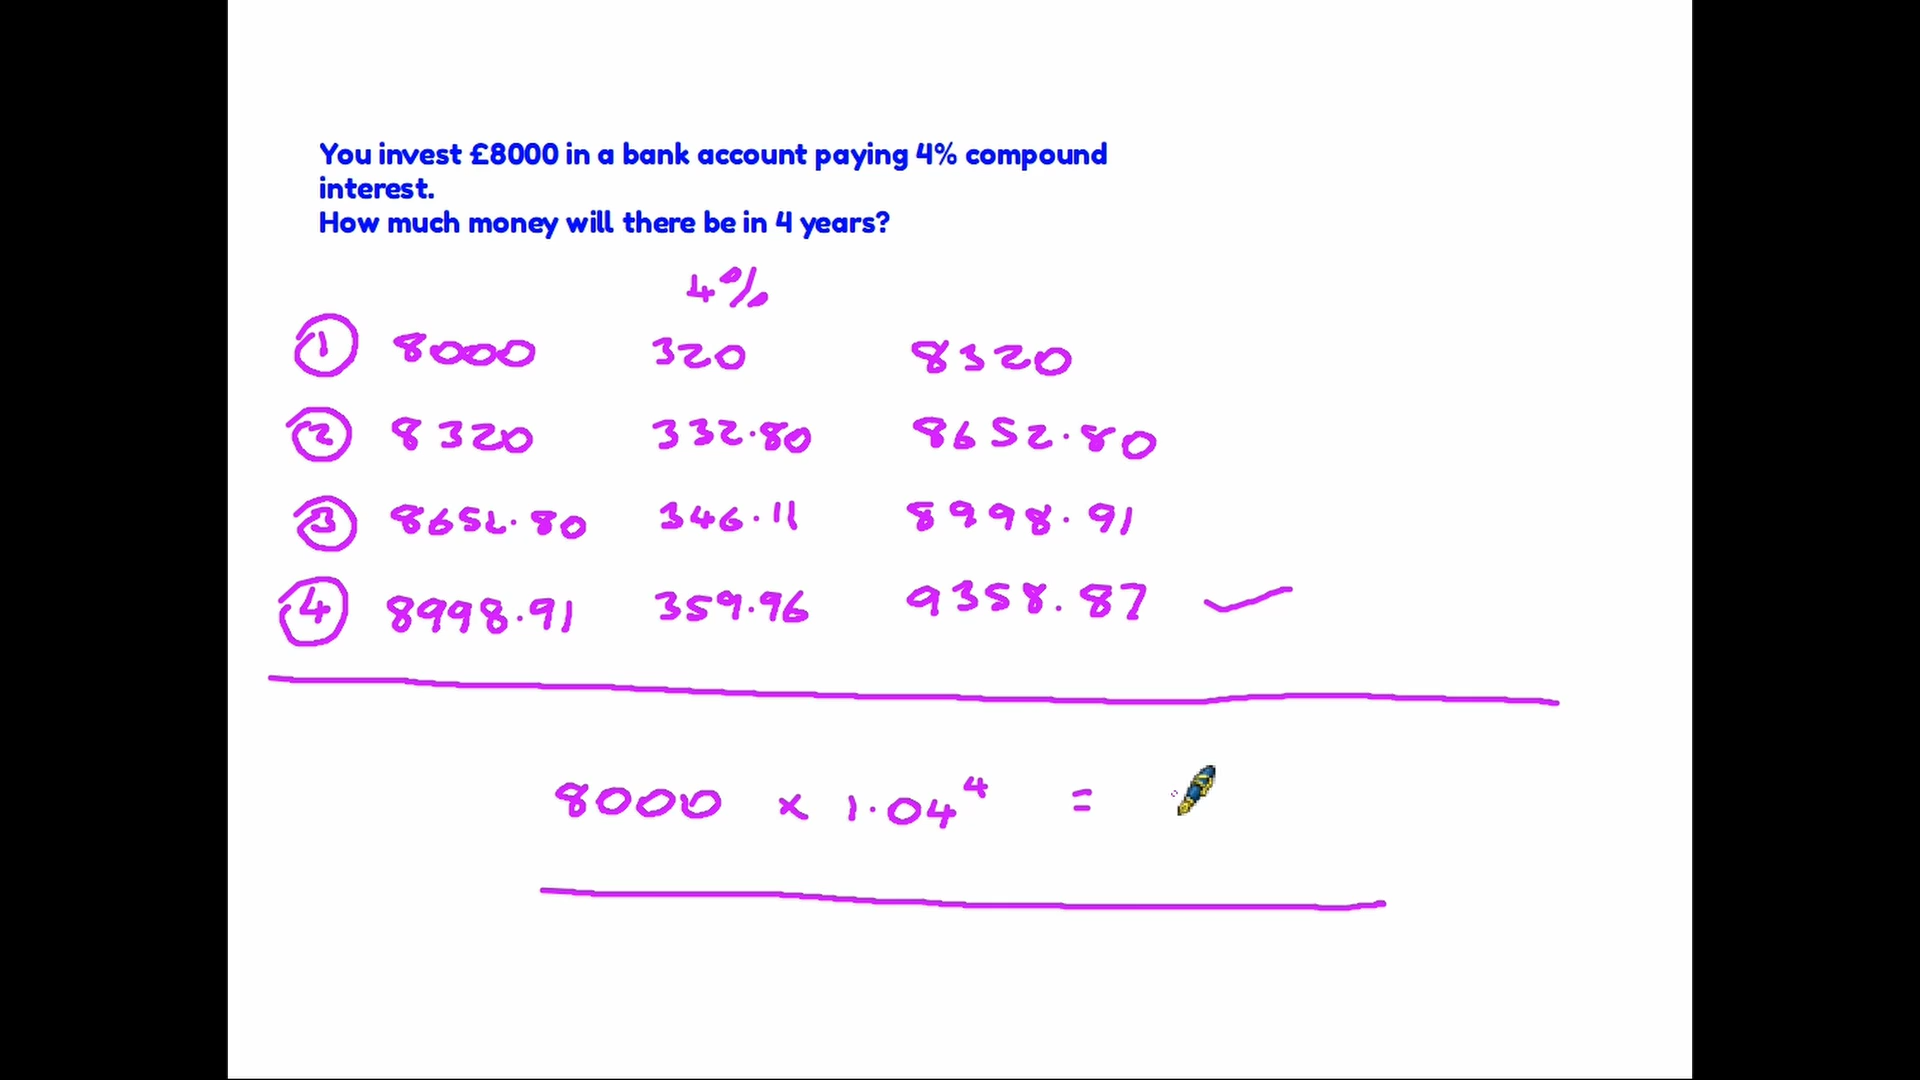 You invest £8000 in a bank account paying 4% compound
interest.
How much money will there be in 4 years?
4%
1 8000 320 8320
2 8320 332.80 8652.80
3 8652.80 346.11 8998.91
4 8998.91 359.96 9358.87 ✓
8000 x 1.04⁴ =